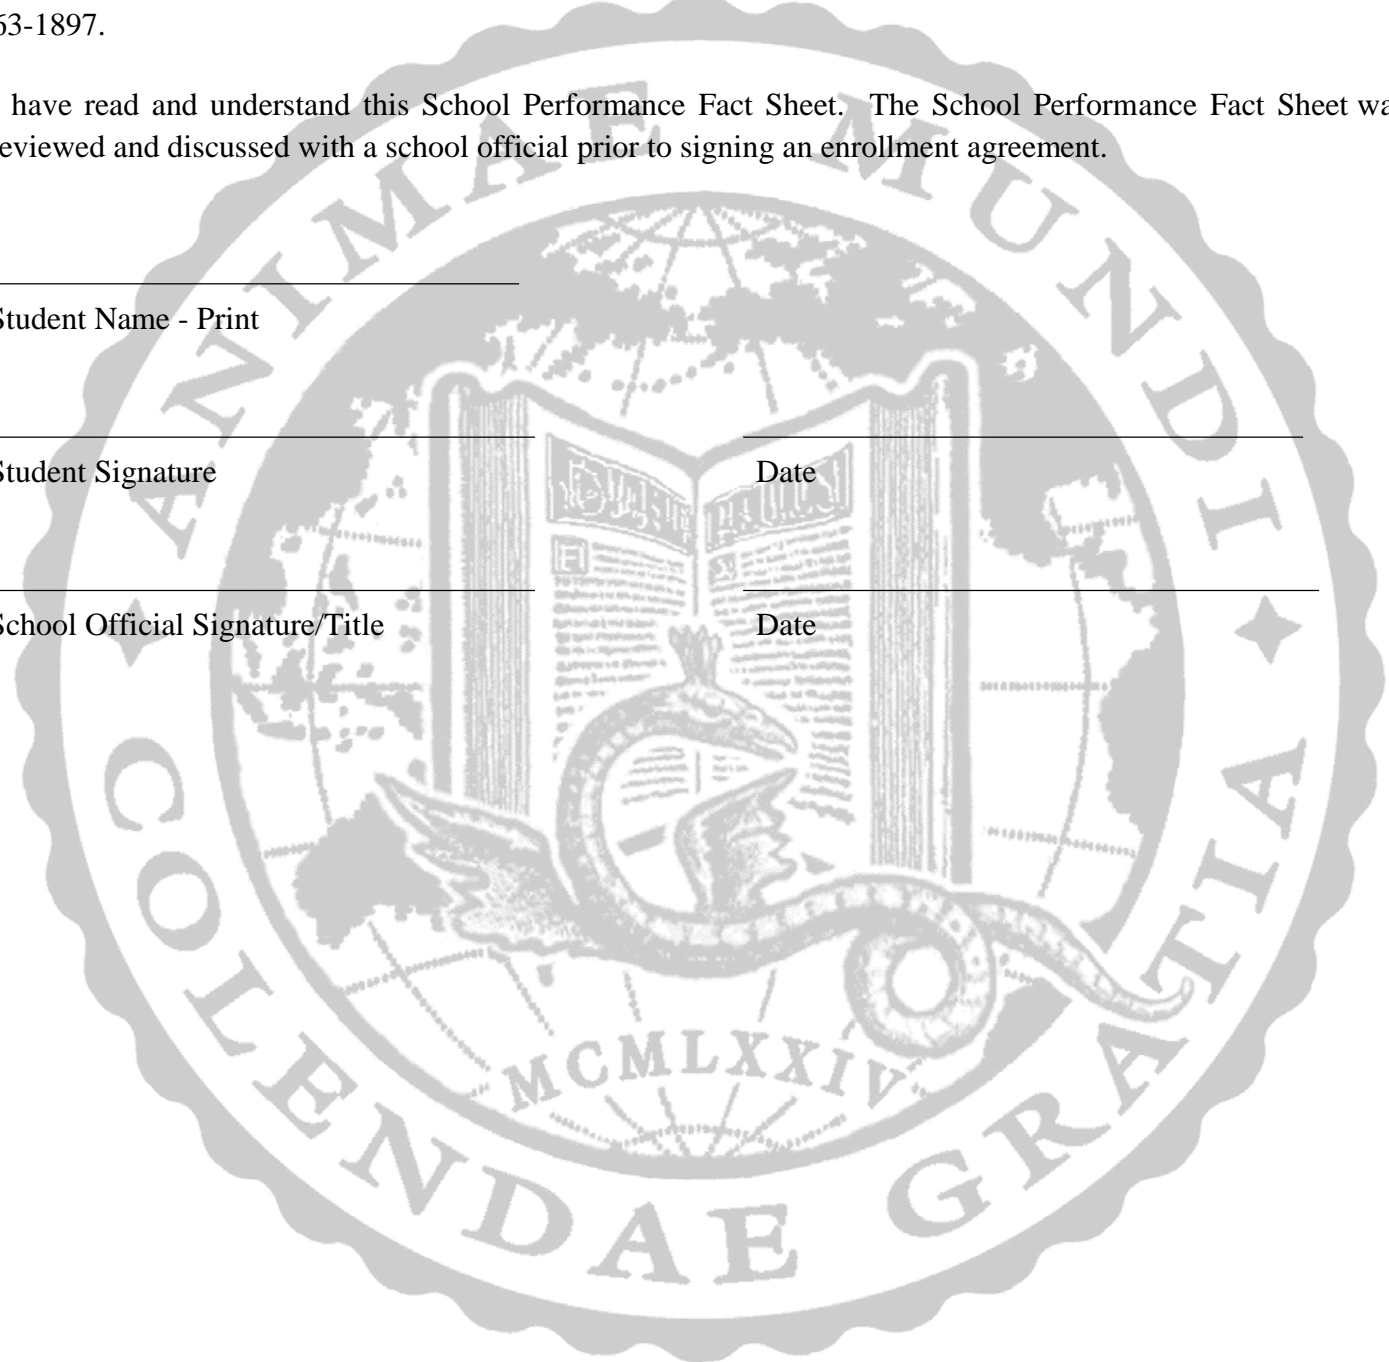 63-1897.
have read and understand this School Performance Fact Sheet. The School Performance Fact Sheet wa
eviewed and discussed with a school official prior to signing an enrollment agreement.
Student Name - Print
Student Signature Date
School Official Signature/Title Date
ANIMAE MUNDI
COLENDAE GRATIA
MCMLXXIV